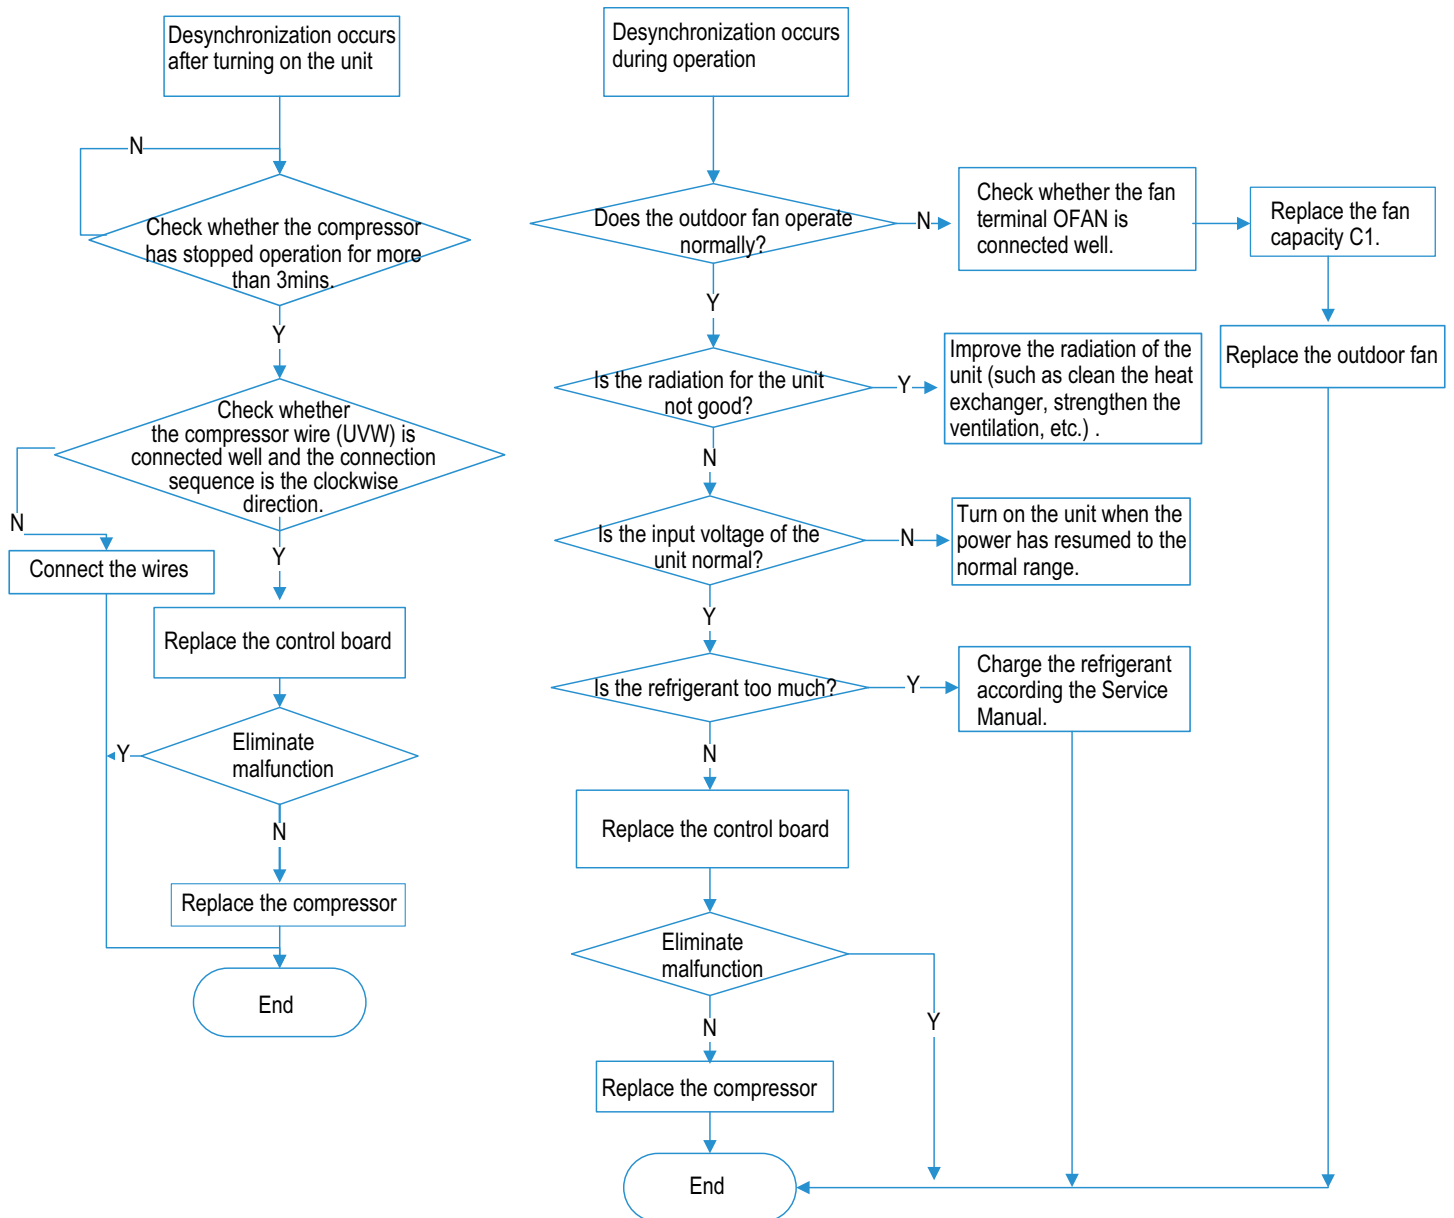 Desynchronization occurs
after turning on the unit
N
Check whether the compressor
has stopped operation for more
than 3mins.
Y
Check whether
the compressor wire (UVW) is
connected well and the connection
sequence is the clockwise
direction.
N
Connect the wires
Y
Replace the control board
Eliminate
malfunction
Y
N
Replace the compressor
End
Desynchronization occurs
during operation
Does the outdoor fan operate
normally?
N
Check whether the fan
terminal OFAN is
connected well.
Replace the fan
capacity C1.
Replace the outdoor fan
Y
Is the radiation for the unit
not good?
Y
Improve the radiation of the
unit (such as clean the heat
exchanger, strengthen the
ventilation, etc.) .
N
Is the input voltage of the
unit normal?
N
Turn on the unit when the
power has resumed to the
normal range.
Y
Is the refrigerant too much?
Y
Charge the refrigerant
according the Service
Manual.
N
Replace the control board
Eliminate
malfunction
Y
N
Replace the compressor
End